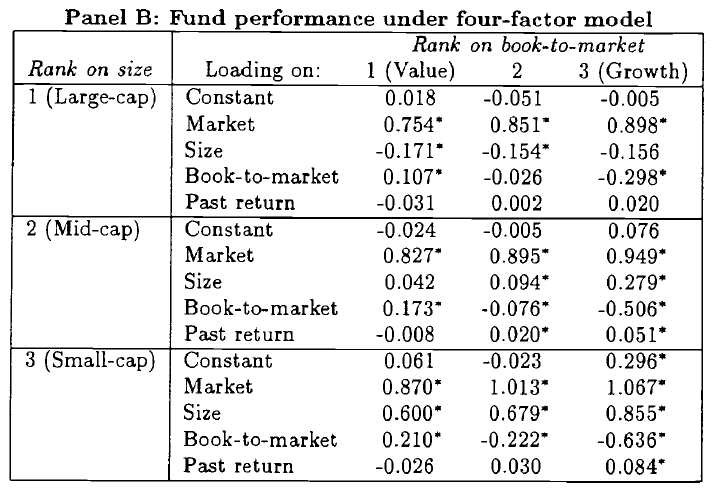 Panel B: Fund performance under four-factor model
Rank on book-to-market
Rank on size Loading on: 1 (Value) 2 3 (Growth)
1 (Large-cap) Constant 0.018 -0.051 -0.005
Market 0.754* 0.851* 0.898*
Size -0.171* -0.154* -0.156
Book-to-market 0.107* -0.026 -0.298*
Past return -0.031 0.002 0.020
2 (Mid-cap) Constant -0.024 -0.005 0.076
Market 0.827* 0.895* 0.949*
Size 0.042 0.094* 0.279*
Book-to-market 0.173* -0.076* -0.506*
Past return -0.008 0.020* 0.051*
3 (Small-cap) Constant 0.061 -0.023 0.296*
Market 0.870* 1.013* 1.067*
Size 0.600* 0.679* 0.855*
Book-to-market 0.210* -0.222* -0.636*
Past return -0.026 0.030 0.084*